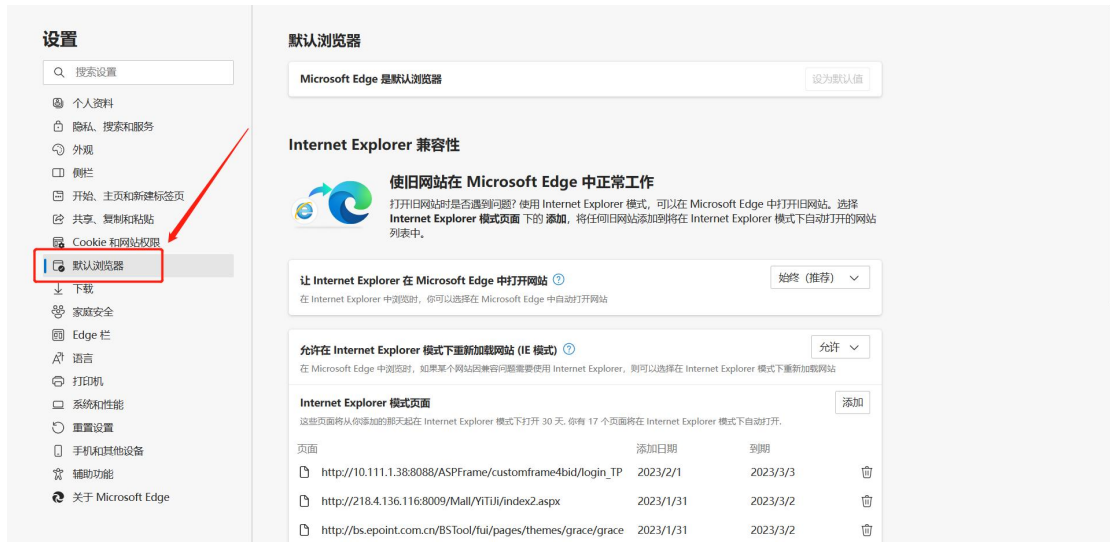 设置
搜索设置
个人资料
隐私、搜索和服务
外观
侧栏
开始、主页和新建标签页
共享、复制和粘贴
Cookie 和网站权限
默认浏览器
下载
家庭安全
Edge 栏
语言
打印机
系统和性能
重置设置
手机和其他设备
辅助功能
关于 Microsoft Edge
默认浏览器
Microsoft Edge 是默认浏览器 设为默认值
Internet Explorer 兼容性
使旧网站在 Microsoft Edge 中正常工作
打开旧网站时是否遇到问题? 使用 Internet Explorer 模式，可以在 Microsoft Edge 中打开旧网站。选择
Internet Explorer 模式页面 下的 添加，将任何旧网站添加到将在 Internet Explorer 模式下自动打开的网站
列表中。
让 Internet Explorer 在 Microsoft Edge 中打开网站 始终（推荐）
在 Internet Explorer 中浏览时，你可以选择在 Microsoft Edge 中自动打开网站
允许在 Internet Explorer 模式下重新加载网站 (IE 模式) 允许
在 Microsoft Edge 中浏览时，如果某个网站因兼容问题需要使用 Internet Explorer，则可以选择在 Internet Explorer 模式下重新加载网站
Internet Explorer 模式页面 添加
这些页面将从你添加的那天起在 Internet Explorer 模式下打开 30 天. 你有 17 个页面将在 Internet Explorer 模式下自动打开.
页面 添加日期 到期
http://10.111.1.38:8088/ASPFrame/customframe4bid/login_TP 2023/2/1 2023/3/3
http://218.4.136.116:8009/Mall/YiTiJi/index2.aspx 2023/1/31 2023/3/2
http://bs.epoint.com.cn/BSTool/fui/pages/themes/grace/grace 2023/1/31 2023/3/2